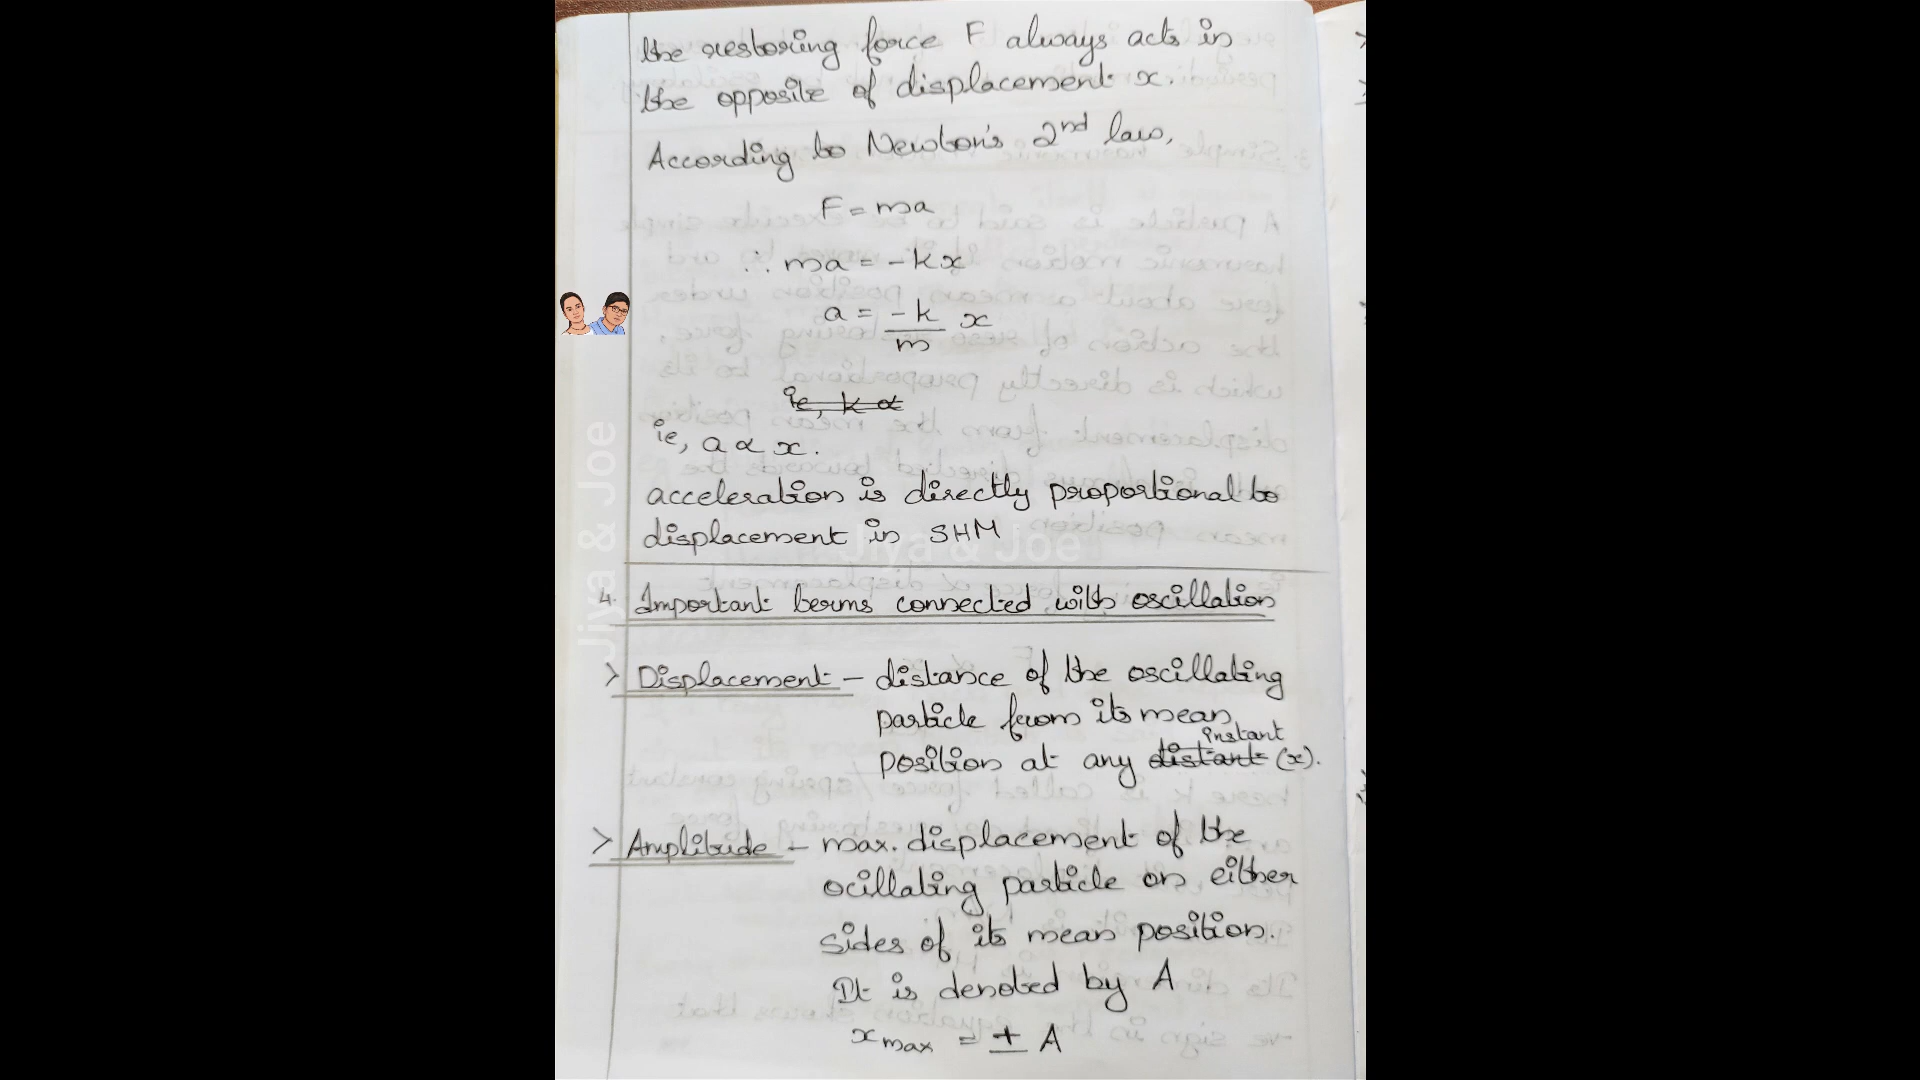 the restoring force F always acts in
the opposite of displacement x.
According to Newton's 2nd law,
F = ma
∴ ma = -kx
a = -k/m x
ie, k α
ie, a α x.
acceleration is directly proportional to
displacement in SHM
4. Important terms connected with oscillation
> Displacement - distance of the oscillating
particle from its mean
instant
position at any distant (x).
> Amplitude - max. displacement of the
ocillating particle on either
sides of its mean position.
It is denoted by A
x max = ± A
Jiya & Joe
Jiya & Joe